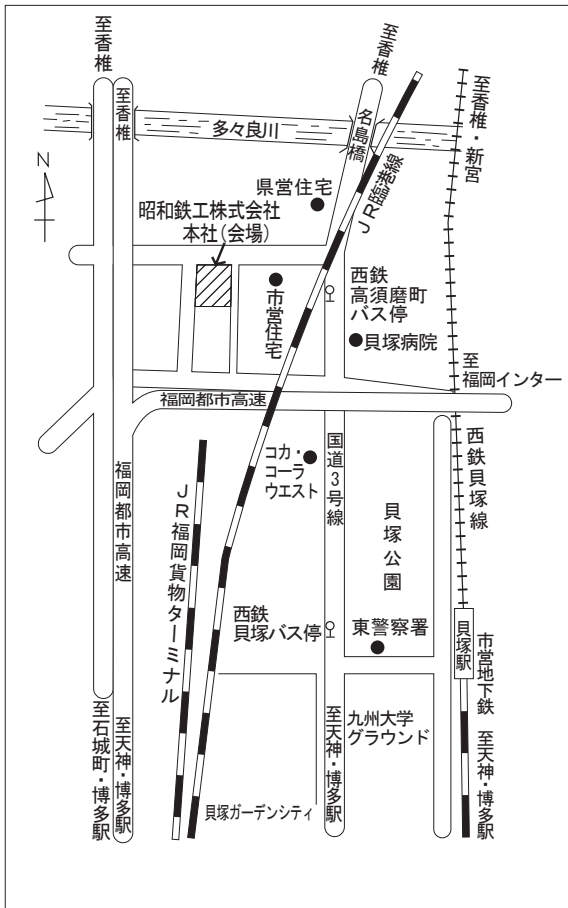 至香椎
至香椎
至香椎
至香椎・新宮
多々良川
名島橋
JR臨港線
N
県営住宅
昭和鉄工株式会社
本社(会場)
市営住宅
西鉄
高須磨町
バス停
貝塚病院
至
福岡インター
福岡都市高速
福岡都市高速
コカ・
コーラ
ウエスト
国道3号線
貝塚公園
西鉄貝塚線
JR福岡貨物ターミナル
西鉄
貝塚バス停
東警察署
貝塚駅
市営地下鉄
至天神・博多駅
九州大学
グラウンド
至天神・博多駅
至石城町・博多駅
至天神・博多駅
貝塚ガーデンシティ